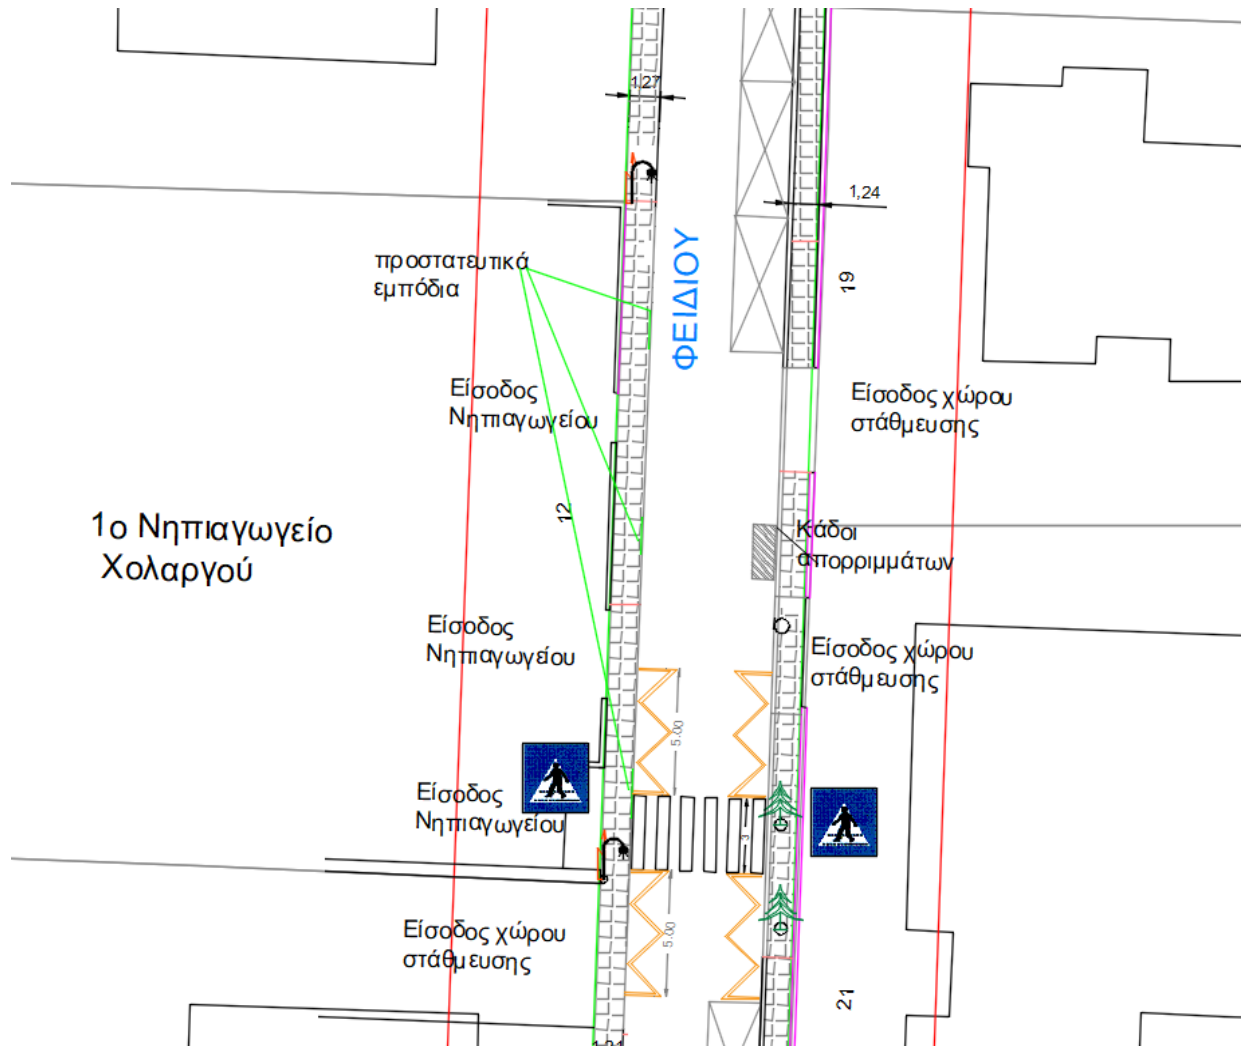 1,27
1,24
προστατευτικά
εμπόδια
ΦΕΙΔΙΟΥ
19
Είσοδος
Νηπιαγωγείου
Είσοδος χώρου
στάθμευσης
12
1ο Νηπιαγωγείο
Χολαργού
Κάδοι
απορριμμάτων
Είσοδος
Νηπιαγωγείου
Είσοδος χώρου
στάθμευσης
5.00
Είσοδος
Νηπιαγωγείου
3
Είσοδος χώρου
στάθμευσης
5.00
21